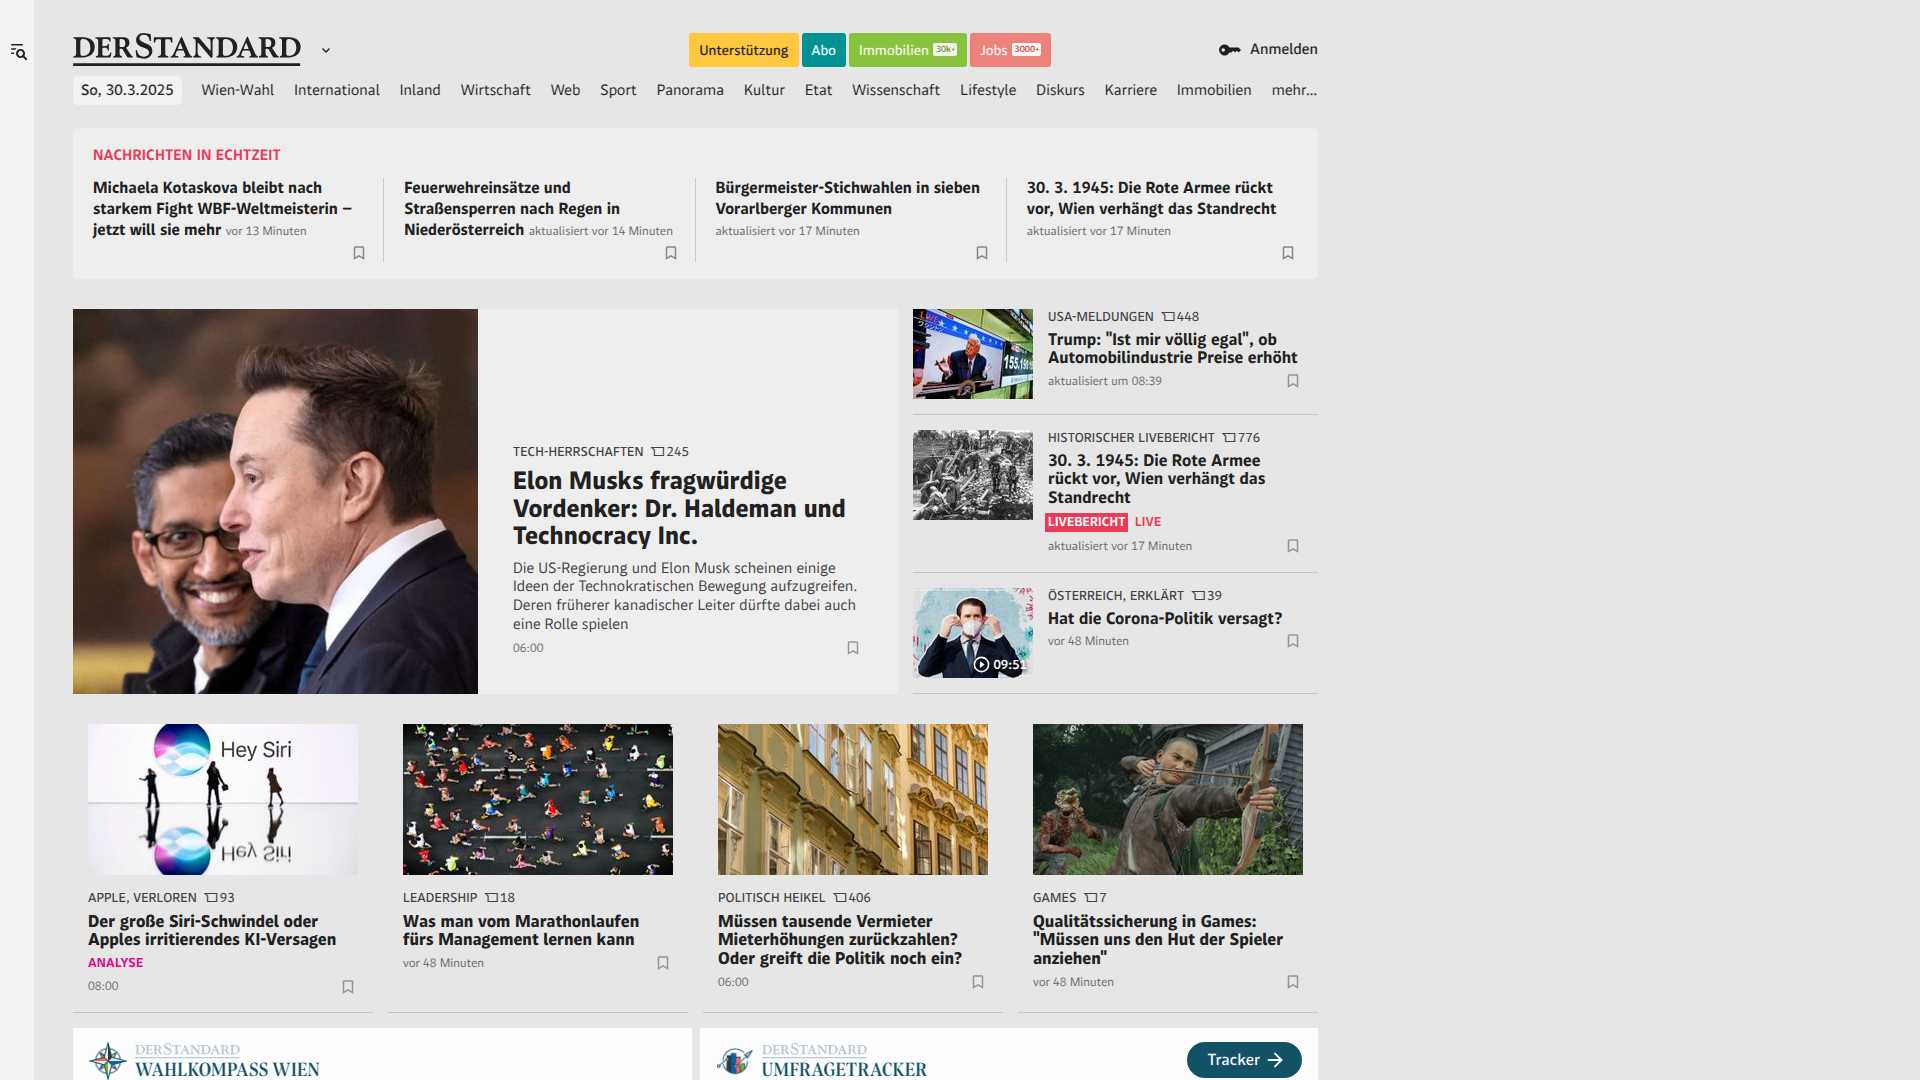 DERSTANDARD
Unterstützung
Abo
Immobilien 30k+
Jobs 3000+
Anmelden
So, 30.3.2025
Wien-Wahl
International
Inland
Wirtschaft
Web
Sport
Panorama
Kultur
Etat
Wissenschaft
Lifestyle
Diskurs
Karriere
Immobilien
mehr...
NACHRICHTEN IN ECHTZEIT
Michaela Kotaskova bleibt nach
starkem Fight WBF-Weltmeisterin –
jetzt will sie mehr vor 13 Minuten
Feuerwehreinsätze und
Straßensperren nach Regen in
Niederösterreich aktualisiert vor 14 Minuten
Bürgermeister-Stichwahlen in sieben
Vorarlberger Kommunen
aktualisiert vor 17 Minuten
30. 3. 1945: Die Rote Armee rückt
vor, Wien verhängt das Standrecht
aktualisiert vor 17 Minuten
TECH-HERRSCHAFTEN 245
Elon Musks fragwürdige
Vordenker: Dr. Haldeman und
Technocracy Inc.
Die US-Regierung und Elon Musk scheinen einige
Ideen der Technokratischen Bewegung aufzugreifen.
Deren früherer kanadischer Leiter dürfte dabei auch
eine Rolle spielen
06:00
USA-MELDUNGEN 448
Trump: "Ist mir völlig egal", ob
Automobilindustrie Preise erhöht
aktualisiert um 08:39
HISTORISCHER LIVEBERICHT 776
30. 3. 1945: Die Rote Armee
rückt vor, Wien verhängt das
Standrecht
LIVEBERICHT LIVE
aktualisiert vor 17 Minuten
09:51
ÖSTERREICH, ERKLÄRT 39
Hat die Corona-Politik versagt?
vor 48 Minuten
Hey Siri
Hey Siri
APPLE, VERLOREN 93
Der große Siri-Schwindel oder
Apples irritierendes KI-Versagen
ANALYSE
08:00
LEADERSHIP 18
Was man vom Marathonlaufen
fürs Management lernen kann
vor 48 Minuten
POLITISCH HEIKEL 406
Müssen tausende Vermieter
Mieterhöhungen zurückzahlen?
Oder greift die Politik noch ein?
06:00
GAMES 7
Qualitätssicherung in Games:
"Müssen uns den Hut der Spieler
anziehen"
vor 48 Minuten
DERSTANDARD
WAHLKOMPASS WIEN
DERSTANDARD
UMFRAGETRACKER
Tracker